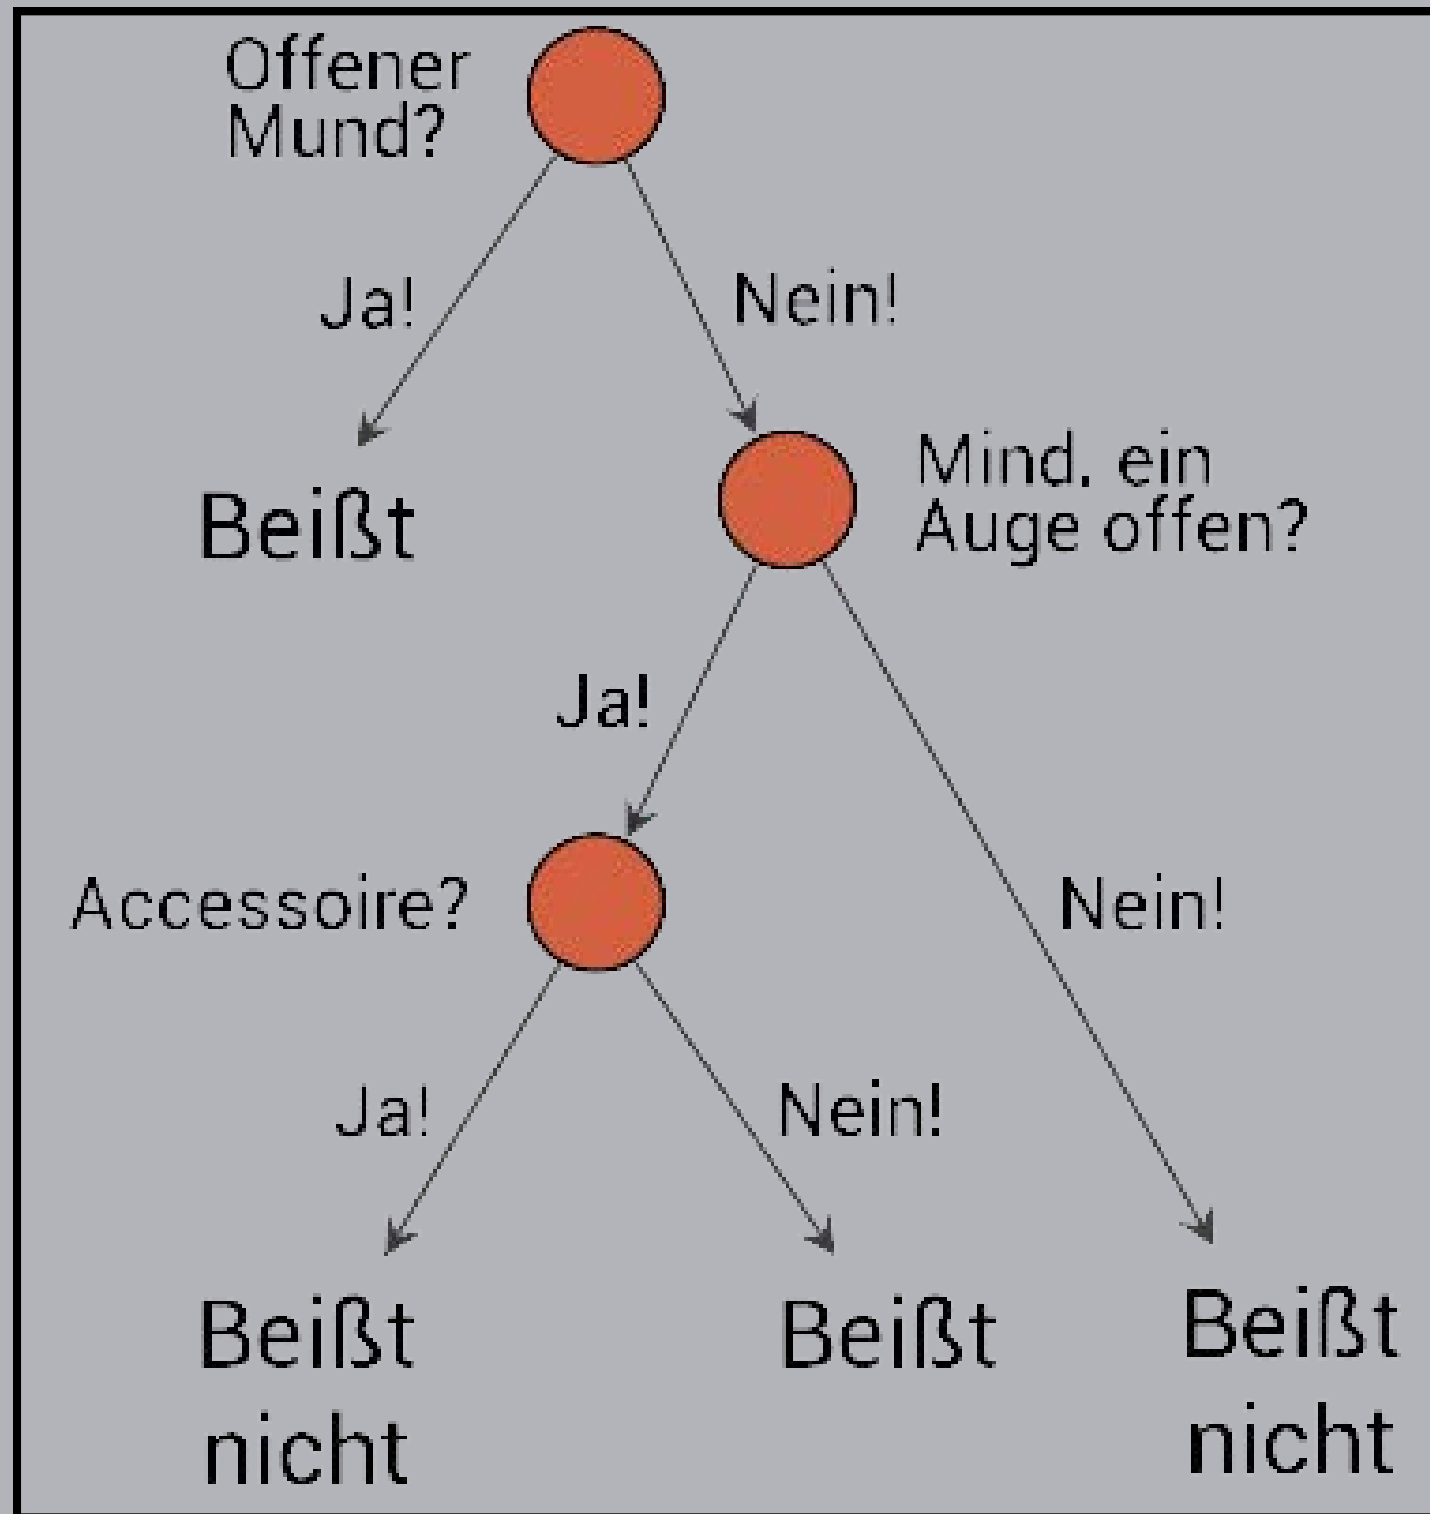 Offener
Mund?
Ja!
Nein!
Beißt
Mind. ein
Auge offen?
Ja!
Accessoire?
Nein!
Ja!
Nein!
Beißt
nicht
Beißt
Beißt
nicht